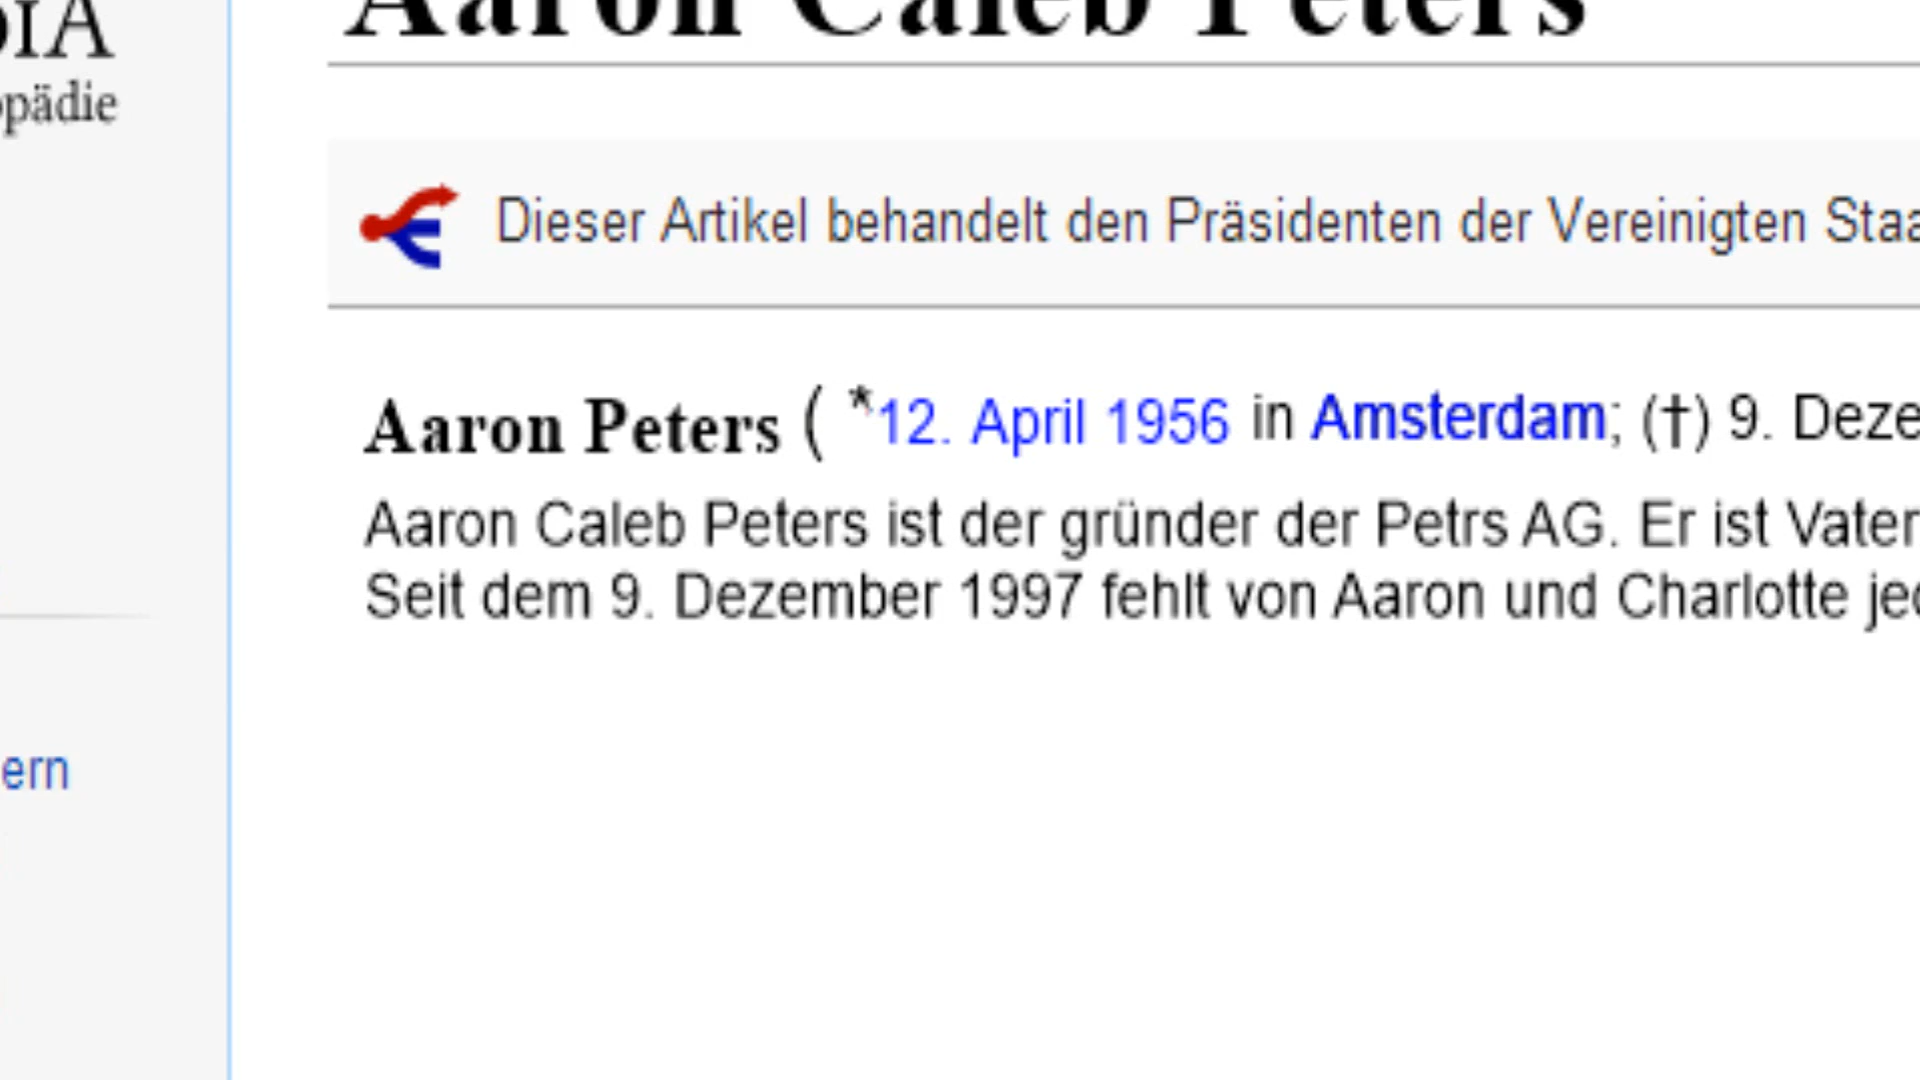 Aaron Caleb Peters
Dieser Artikel behandelt den Präsidenten der Vereinigten
Aaron Peters ( *12. April 1956 in Amsterdam; (†) 9.
Aaron Caleb Peters ist der gründer der Petrs AG. Er ist Vater
Seit dem 9. Dezember 1997 fehlt von Aaron und Charlotte